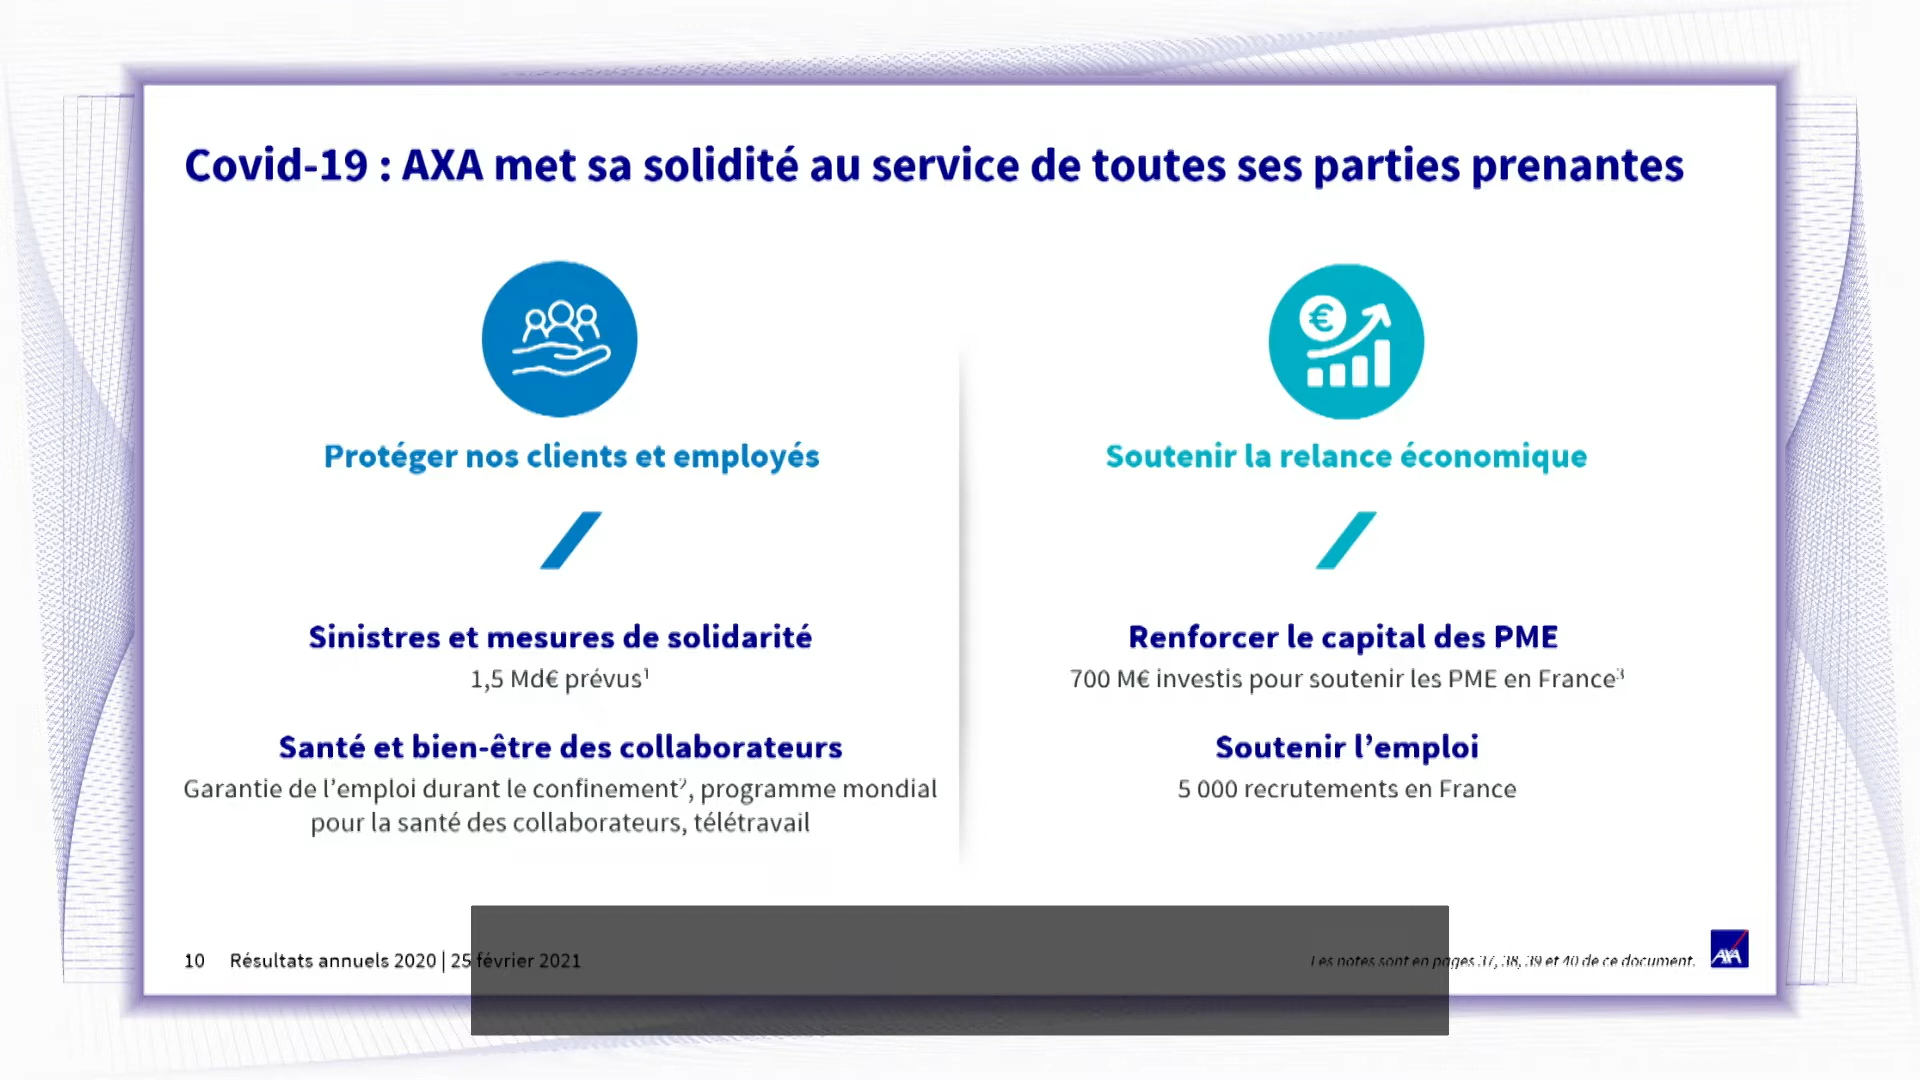 Covid-19 : AXA met sa solidité au service de toutes ses parties prenantes
€
Protéger nos clients et employés
Soutenir la relance économique
Sinistres et mesures de solidarité
1,5 Md€ prévus¹
Renforcer le capital des PME
700 M€ investis pour soutenir les PME en France³
Santé et bien-être des collaborateurs
Garantie de l’emploi durant le confinement², programme mondial
pour la santé des collaborateurs, télétravail
Soutenir l’emploi
5 000 recrutements en France
10 Résultats annuels 2020 | 25 février 2021
Les notes sont en pages 37, 38, 39 et 40 de ce document.
AXA